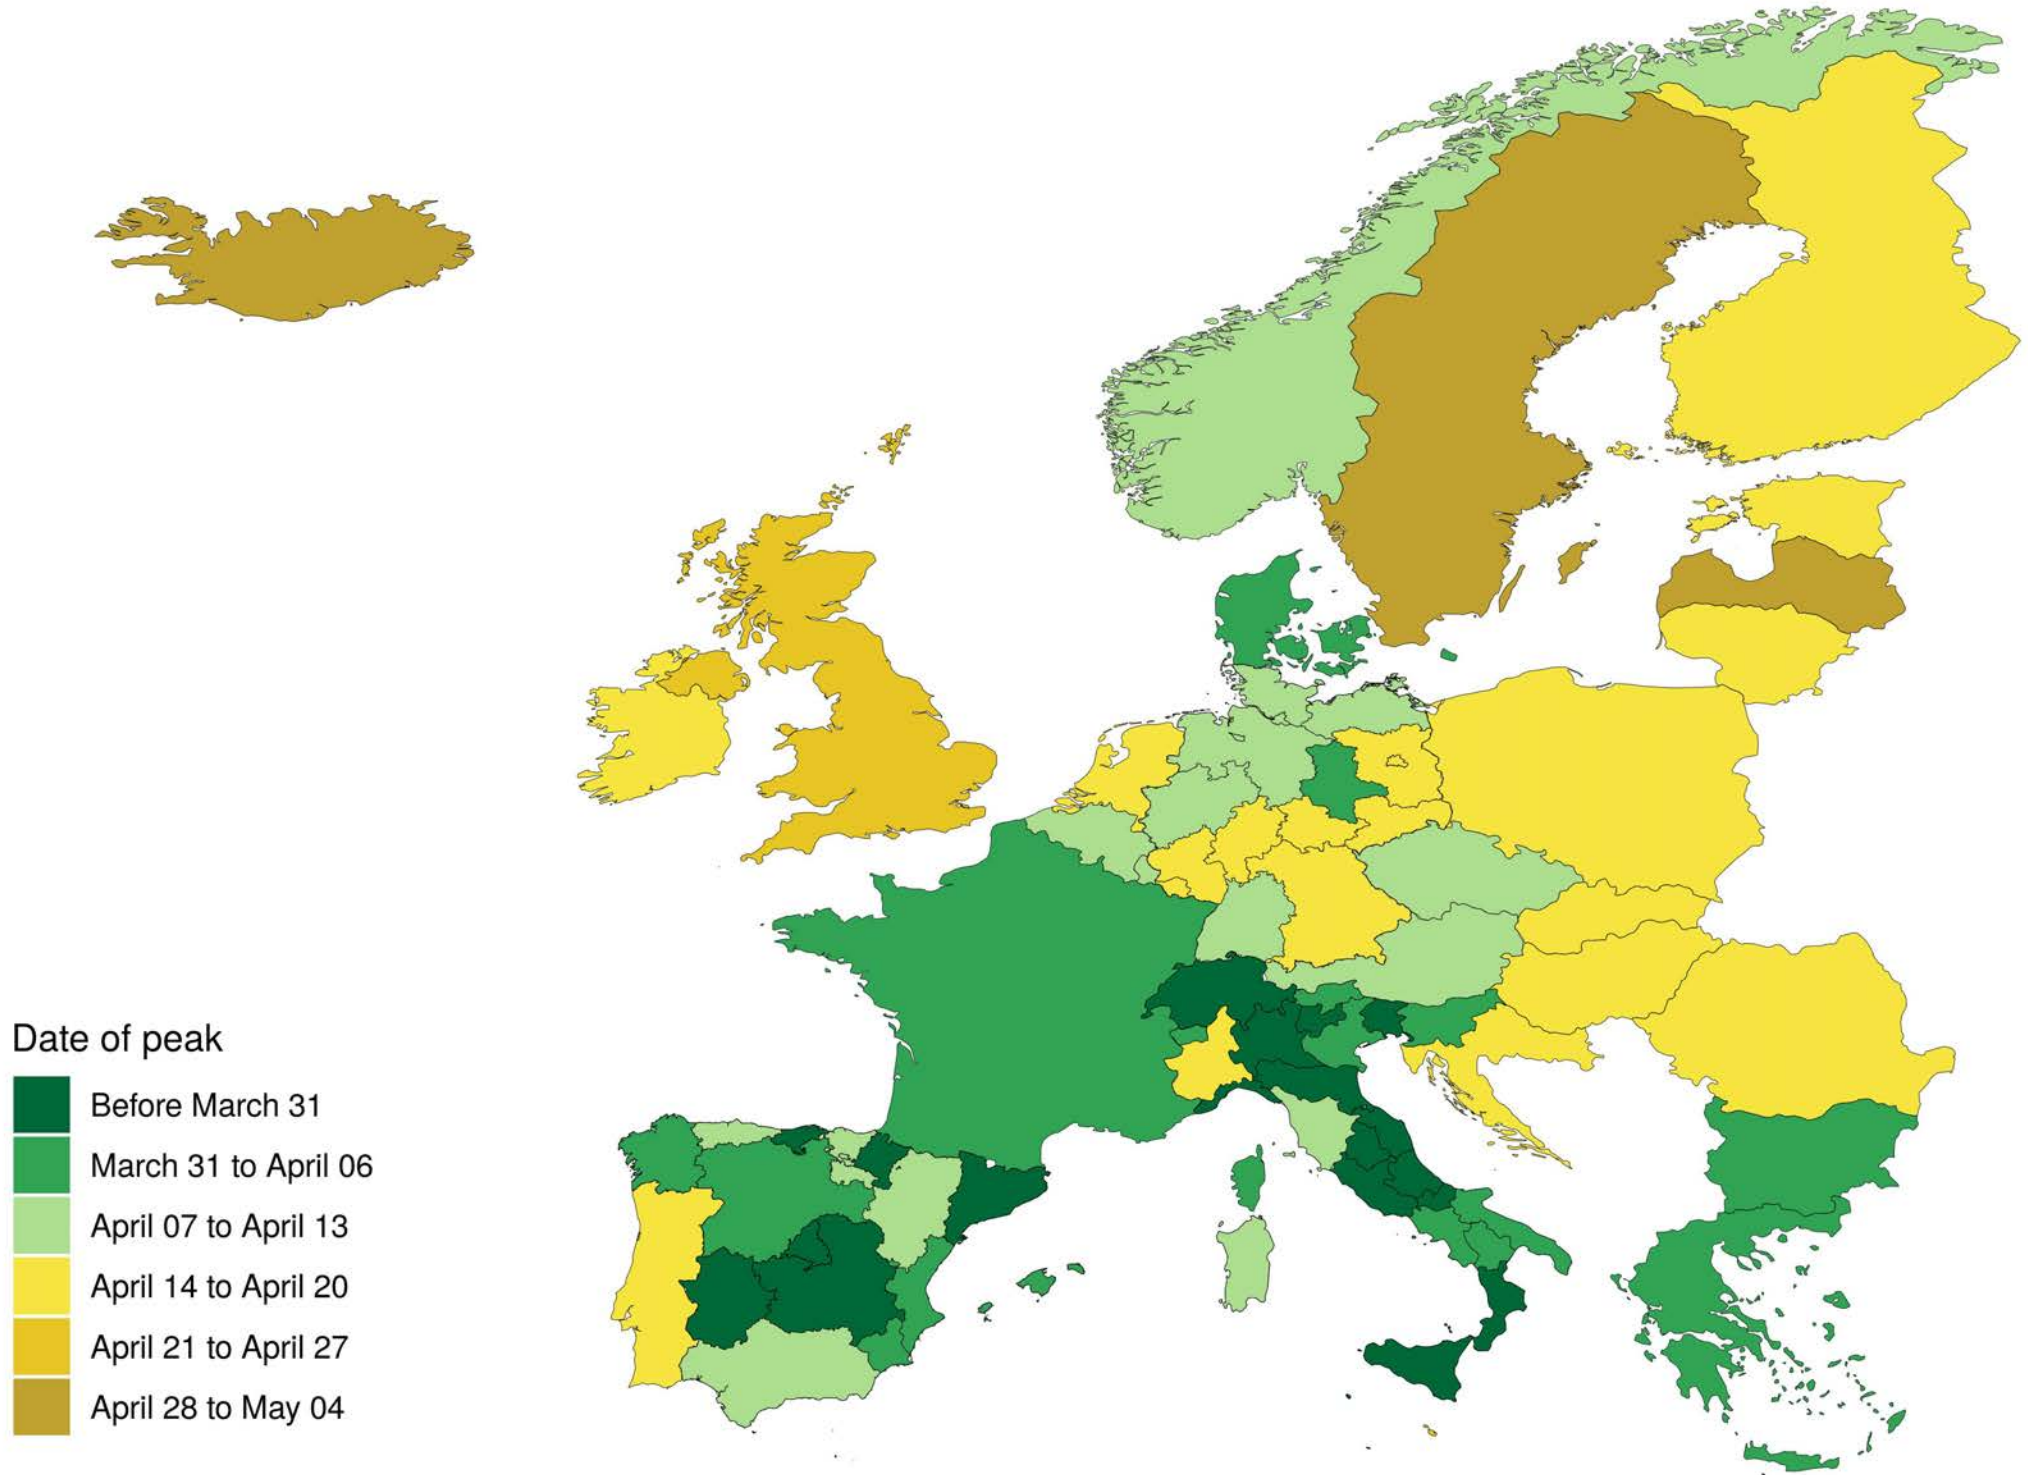 Date of peak
Before March 31
March 31 to April 06
April 07 to April 13
April 14 to April 20
April 21 to April 27
April 28 to May 04